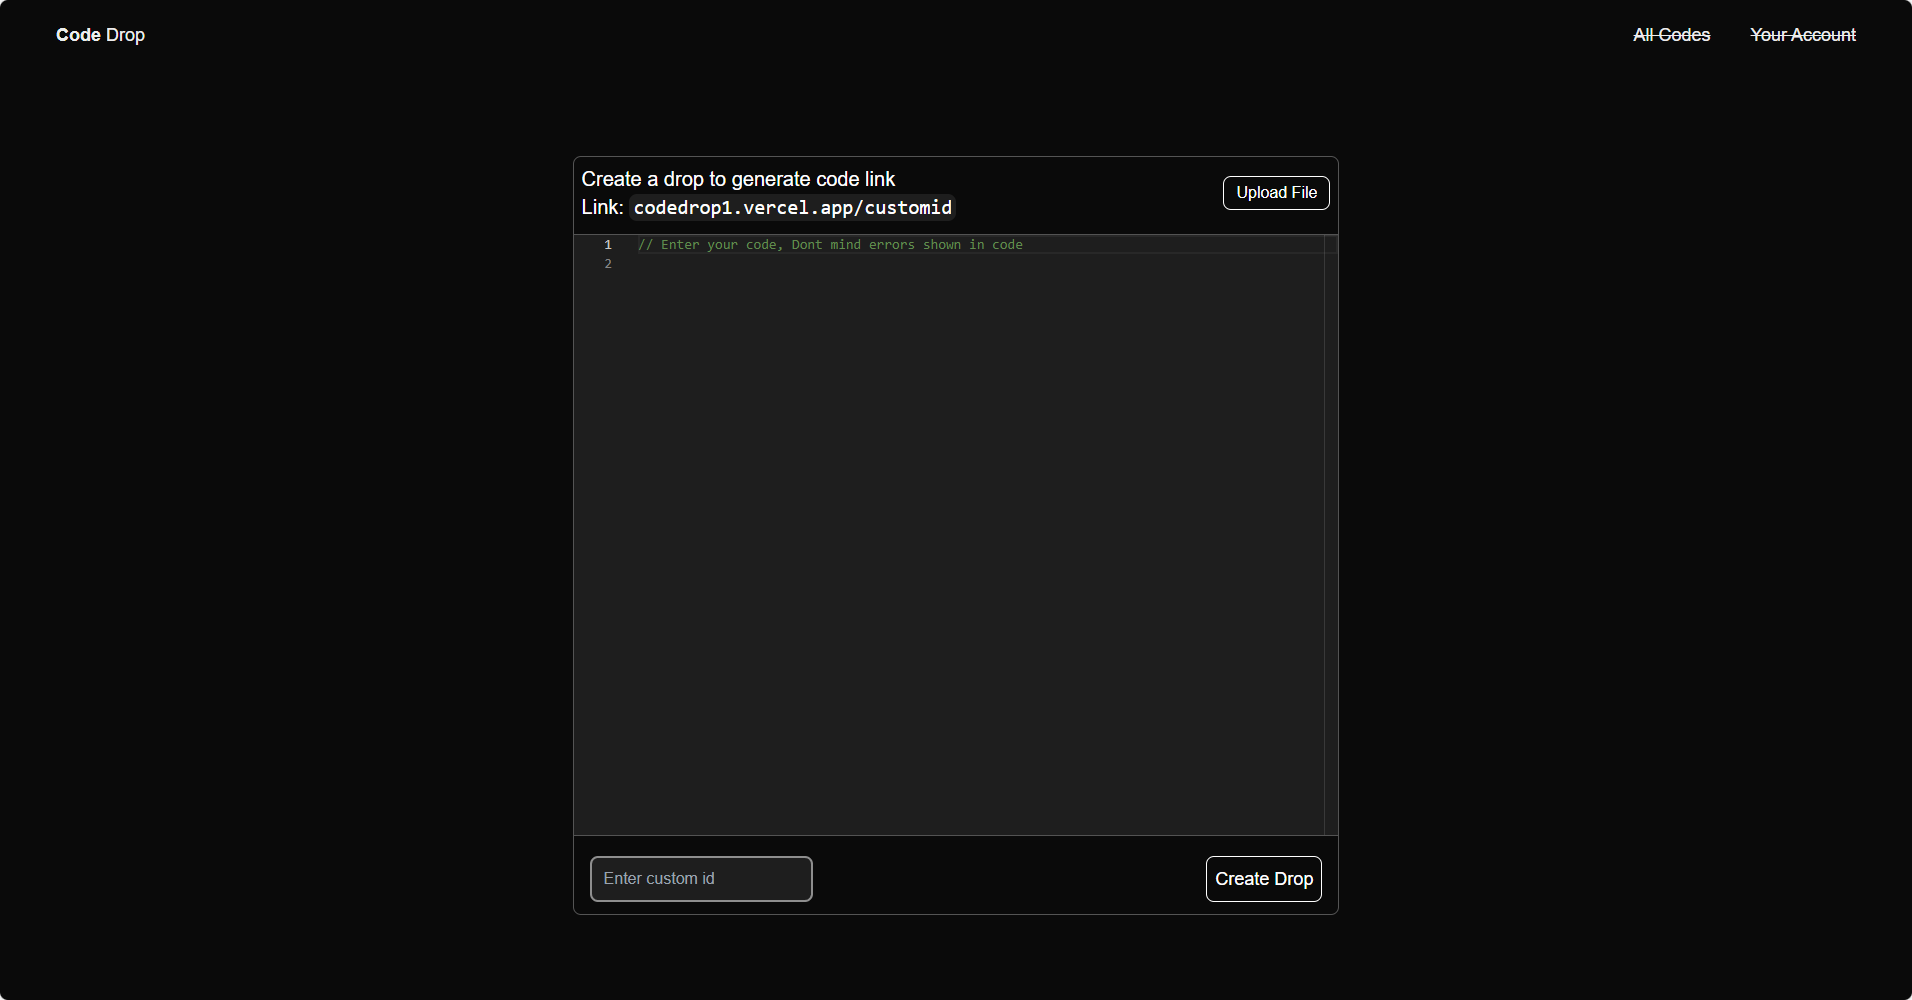 Code Drop
All Codes
Your Account
Create a drop to generate code link
Link: codedrop1.vercel.app/customid
Upload File
1 // Enter your code, Dont mind errors shown in code
2
Enter custom id
Create Drop